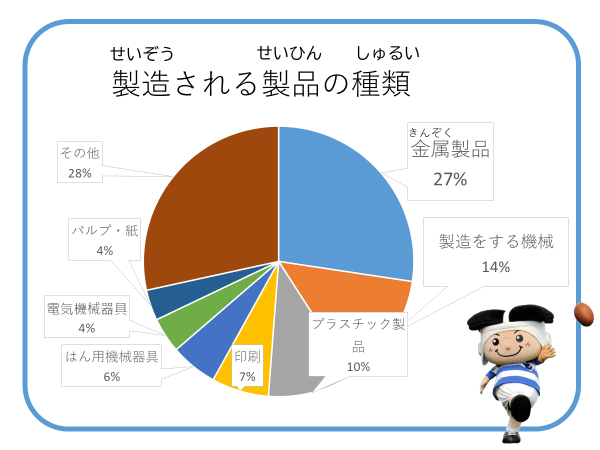 せいぞう せいひん しゅるい
製造される製品の種類
きんぞく
金属製品
27%
製造をする機械
14%
プラスチック製
品
10%
印刷
7%
はん用機械器具
6%
電気機械器具
4%
パルプ・紙
4%
その他
28%